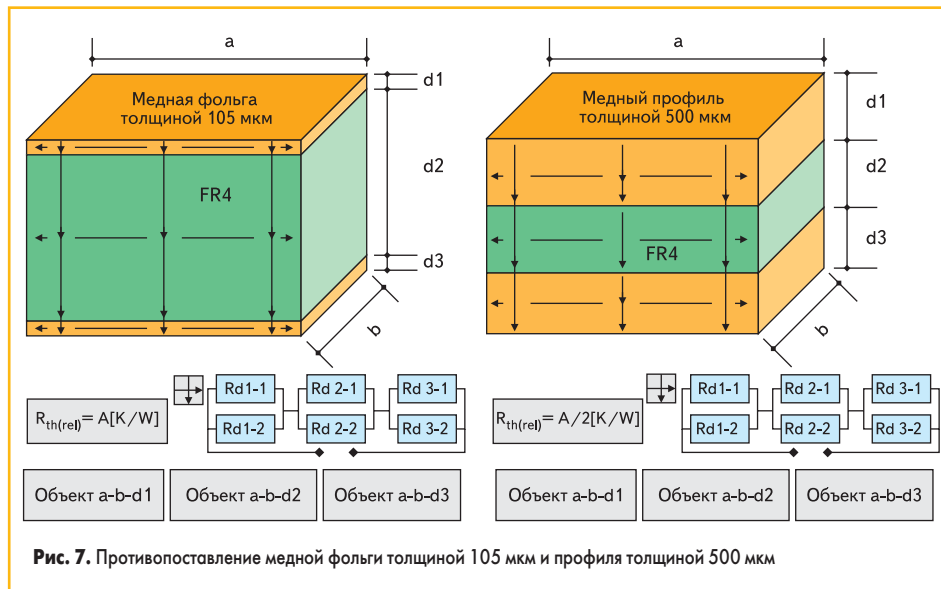 a
Медная фольга
толщиной 105 мкм
FR4
d1
d2
d3
b
Rd1-1
Rd 2-1
Rd 3-1
Rd1-2
Rd 2-2
Rd 3-2
Rth(rel)= A[K/W]
Объект a-b-d1
Объект a-b-d2
Объект a-b-d3
a
Медный профиль
толщиной 500 мкм
FR4
d1
d2
d3
b
Rd1-1
Rd 2-1
Rd 3-1
Rd1-2
Rd 2-2
Rd 3-2
Rth(rel)= A/2[K/W]
Объект a-b-d1
Объект a-b-d2
Объект a-b-d3
Рис. 7. Противопоставление медной фольги толщиной 105 мкм и профиля толщиной 500 мкм